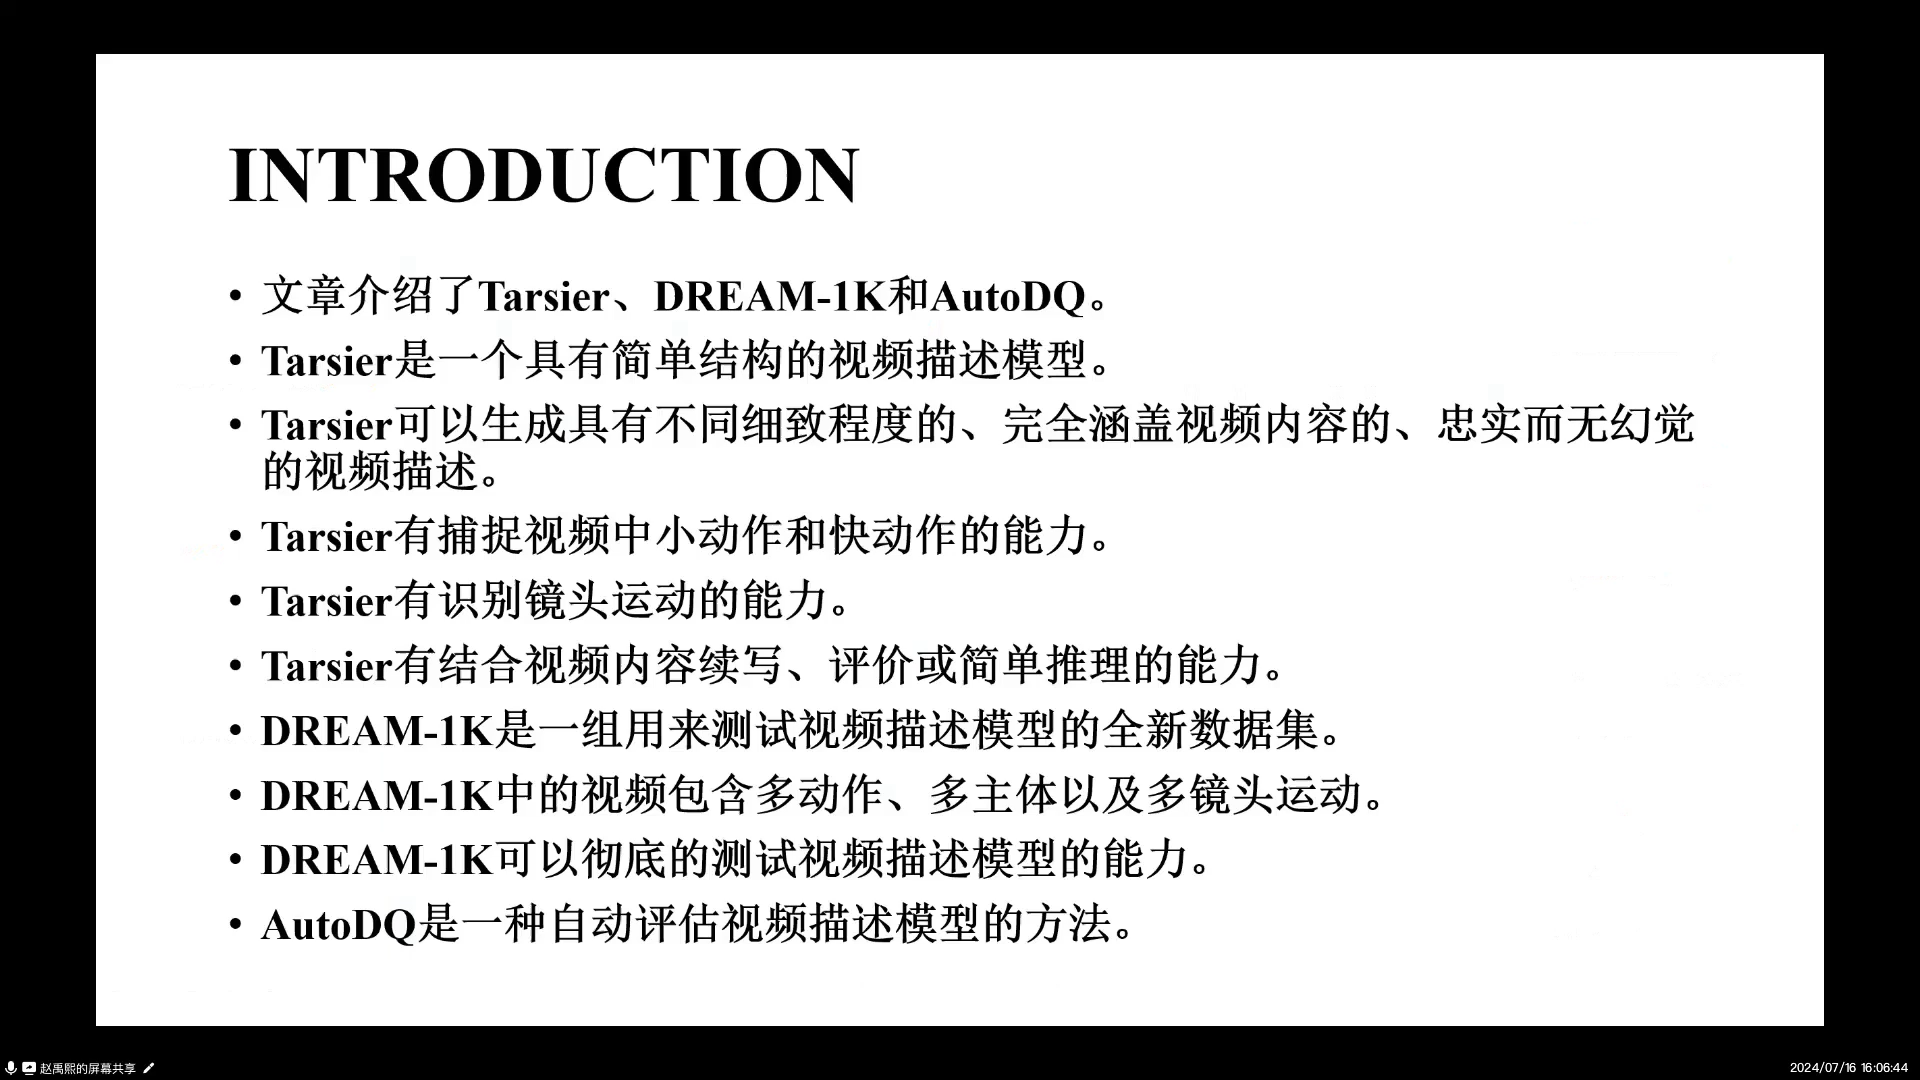 INTRODUCTION
• 文章介绍了Tarsier、DREAM-1K和AutoDQ。
• Tarsier是一个具有简单结构的视频描述模型。
• Tarsier可以生成具有不同细致程度的、完全涵盖视频内容的、忠实而无幻觉
的视频描述。
• Tarsier有捕捉视频中小动作和快动作的能力。
• Tarsier有识别镜头运动的能力。
• Tarsier有结合视频内容续写、评价或简单推理的能力。
• DREAM-1K是一组用来测试视频描述模型的全新数据集。
• DREAM-1K中的视频包含多动作、多主体以及多镜头运动。
• DREAM-1K可以彻底的测试视频描述模型的能力。
• AutoDQ是一种自动评估视频描述模型的方法。
赵禹熙的屏幕共享
2024/07/16 16:06:44